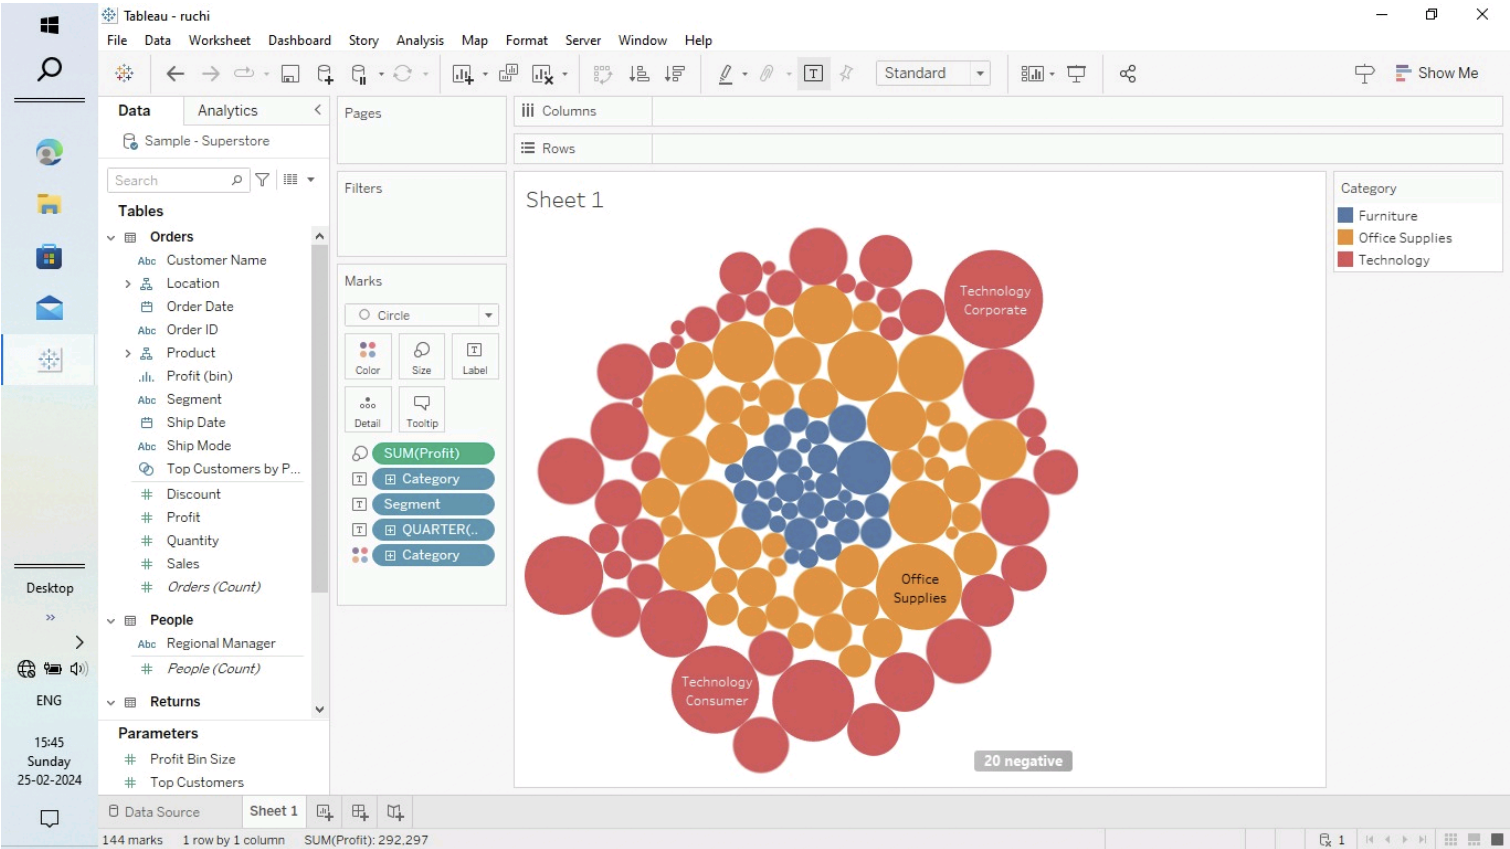 Tableau - ruchi
File Data Worksheet Dashboard Story Analysis Map Format Server Window Help
Standard
Show Me
Data Analytics
Sample - Superstore
Search
Tables
Orders
Abc Customer Name
Location
Order Date
Abc Order ID
Product
Profit (bin)
Abc Segment
Ship Date
Abc Ship Mode
Top Customers by P...
# Discount
# Profit
# Quantity
# Sales
# Orders (Count)
People
Abc Regional Manager
# People (Count)
Returns
Parameters
# Profit Bin Size
# Top Customers
Pages
Filters
Marks
Circle
Color Size Label
Detail Tooltip
SUM(Profit)
Category
Segment
QUARTER(..
Category
Columns
Rows
Sheet 1
Technology
Corporate
Office
Supplies
Technology
Consumer
20 negative
Category
Furniture
Office Supplies
Technology
Desktop
ENG
15:45
Sunday
25-02-2024
Data Source Sheet 1
144 marks 1 row by 1 column SUM(Profit): 292,297
1